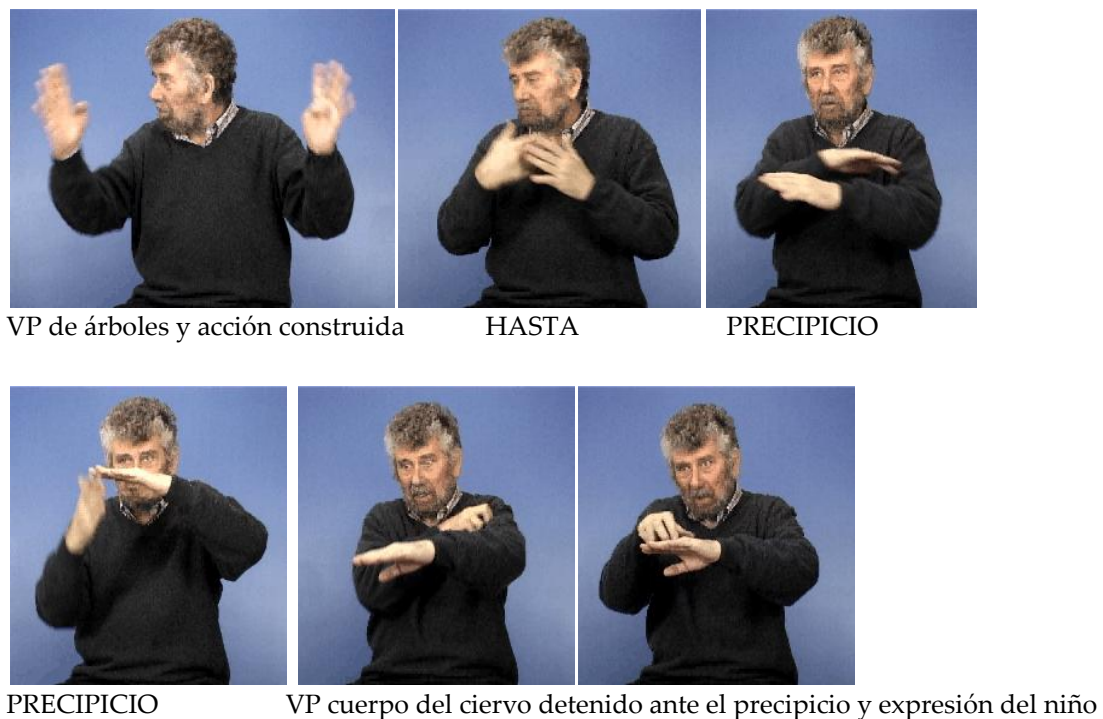 VP de árboles y acción construida HASTA PRECIPICIO
PRECIPICIO VP cuerpo del ciervo detenido ante el precipicio y expresión del niño